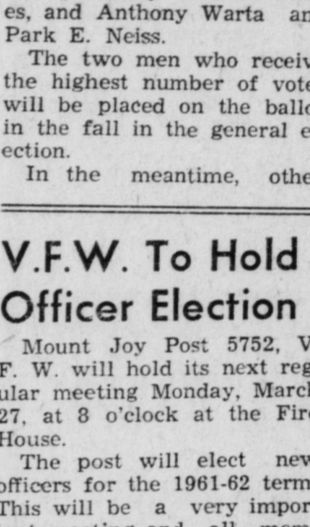 es, and Anthony Warta an
Park E. Neiss.
The two men who receiv
the highest number of vote
will be placed on the ballo
in the fall in the general e
ection.
In the meantime, othe
V.F.W. To Hold
Officer Election
Mount Joy Post 5752, V
F. W. will hold its next reg
ular meeting Monday, March
27, at 8 o'clock at the Fire
House.
The post will elect new
officers for the 1961-62 term
This will be a very impor